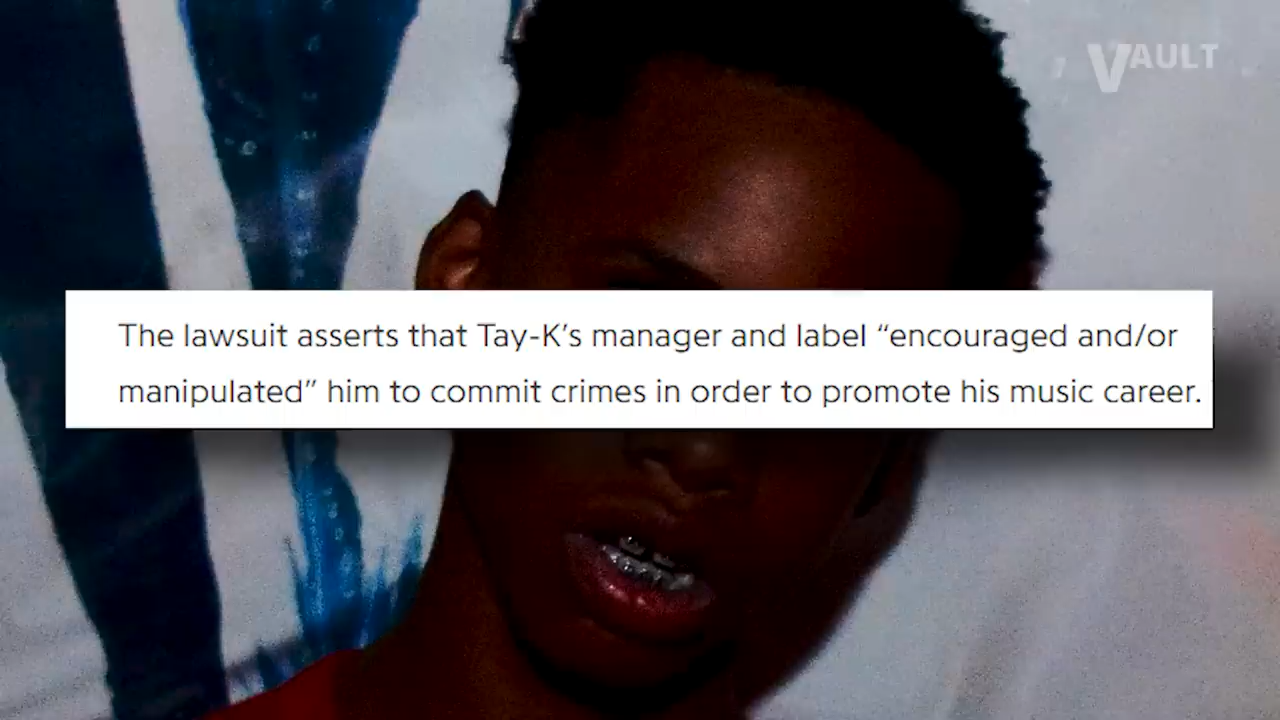 VAULT
The lawsuit asserts that Tay-K’s manager and label “encouraged and/or
manipulated” him to commit crimes in order to promote his music career.